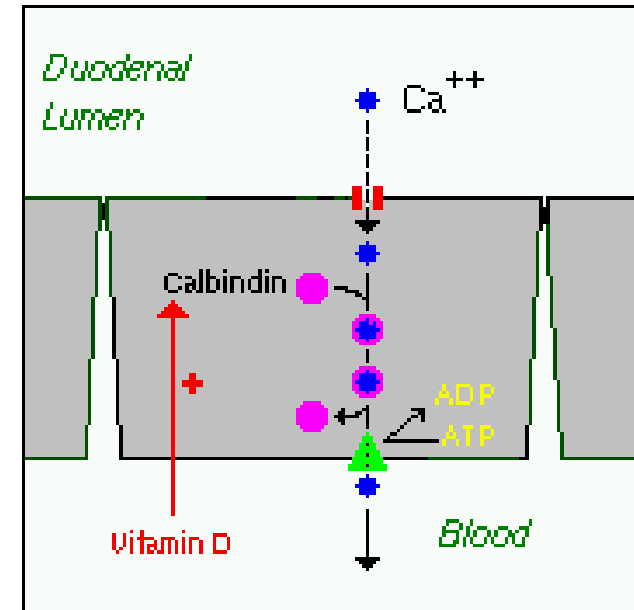 Duodenal
Lumen
Ca++
Calbindin
+
ADP
ATP
Vitamin D
Blood